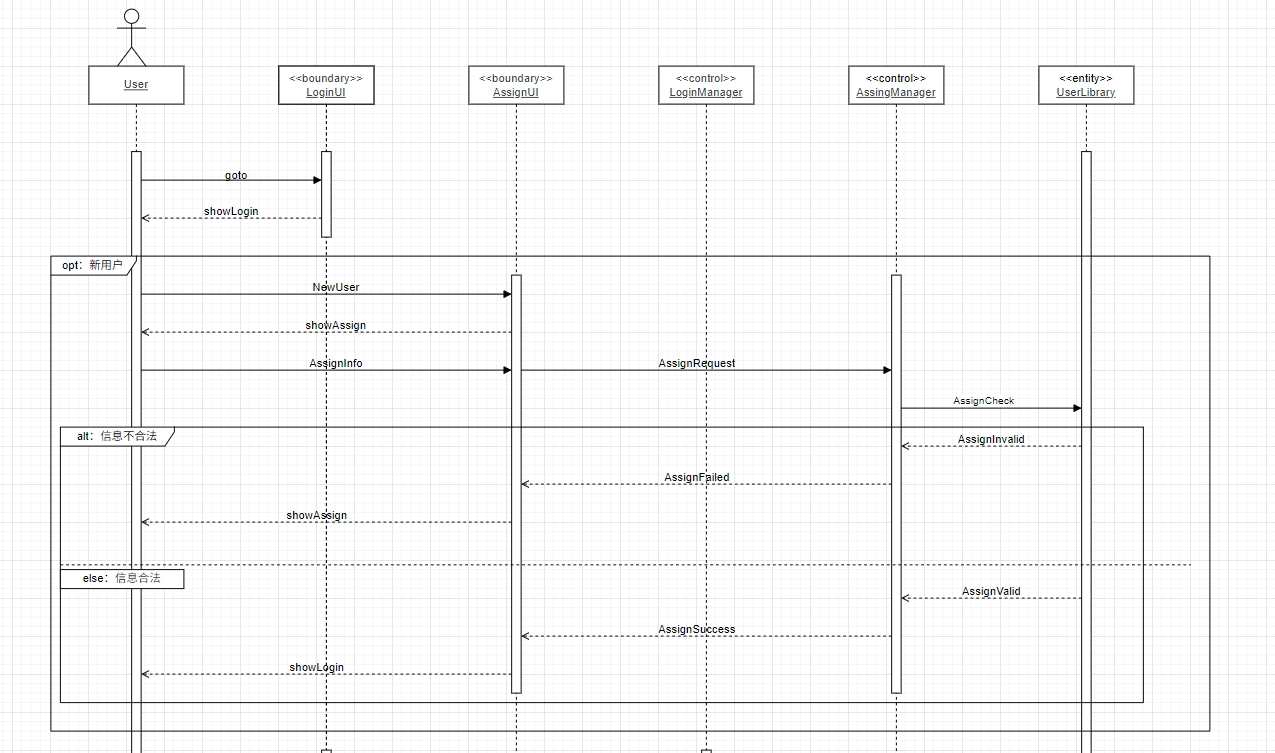 User
<<boundary>>
LoginUI
<<boundary>>
AssignUI
<<control>>
LoginManager
<<control>>
AssingManager
<<entity>>
UserLibrary
goto
showLogin
opt：新用户
NewUser
showAssign
AssignInfo
AssignRequest
AssignCheck
alt：信息不合法
AssignInvalid
AssignFailed
showAssign
else：信息合法
AssignValid
AssignSuccess
showLogin